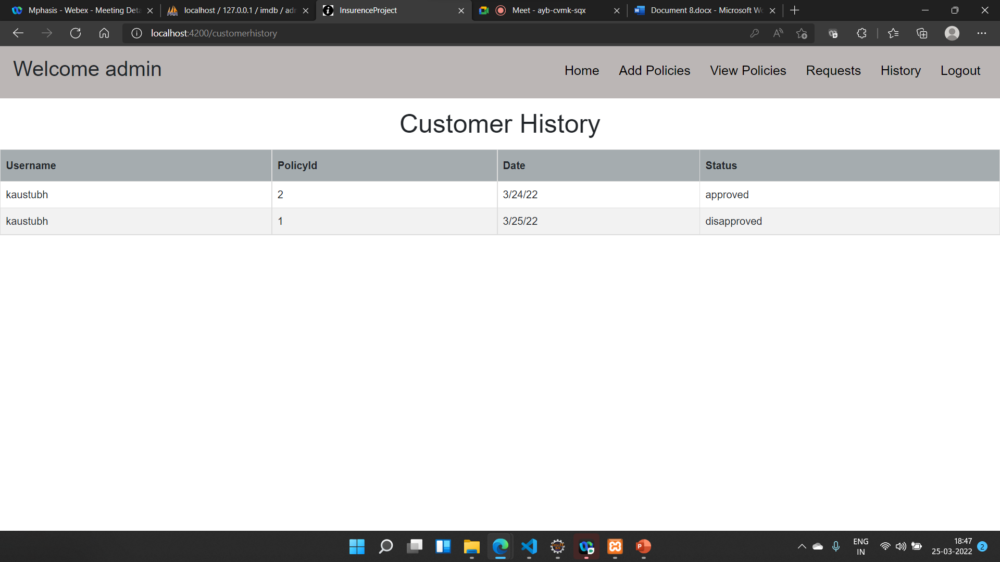 Mphasis - Webex - Meeting Deta
localhost / 127.0.0.1 / imdb / adm
InsurenceProject
Meet - ayb-cvmk-sqx
Document 8.docx - Microsoft Wo
localhost:4200/customerhistory
Welcome admin
Home Add Policies View Policies Requests History Logout
Customer History
Username PolicyId Date Status
kaustubh 2 3/24/22 approved
kaustubh 1 3/25/22 disapproved
ENG
IN
18:47
25-03-2022
2